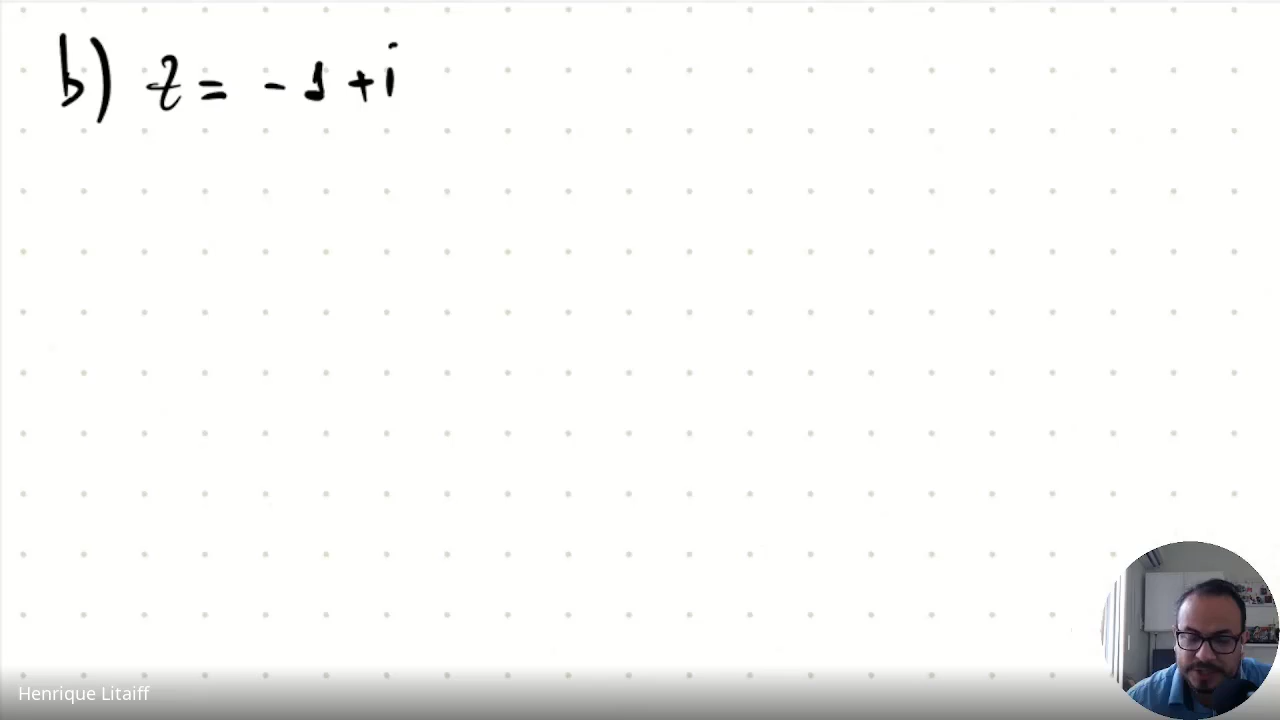 b) z = - 1 + i
Henrique Litaiff